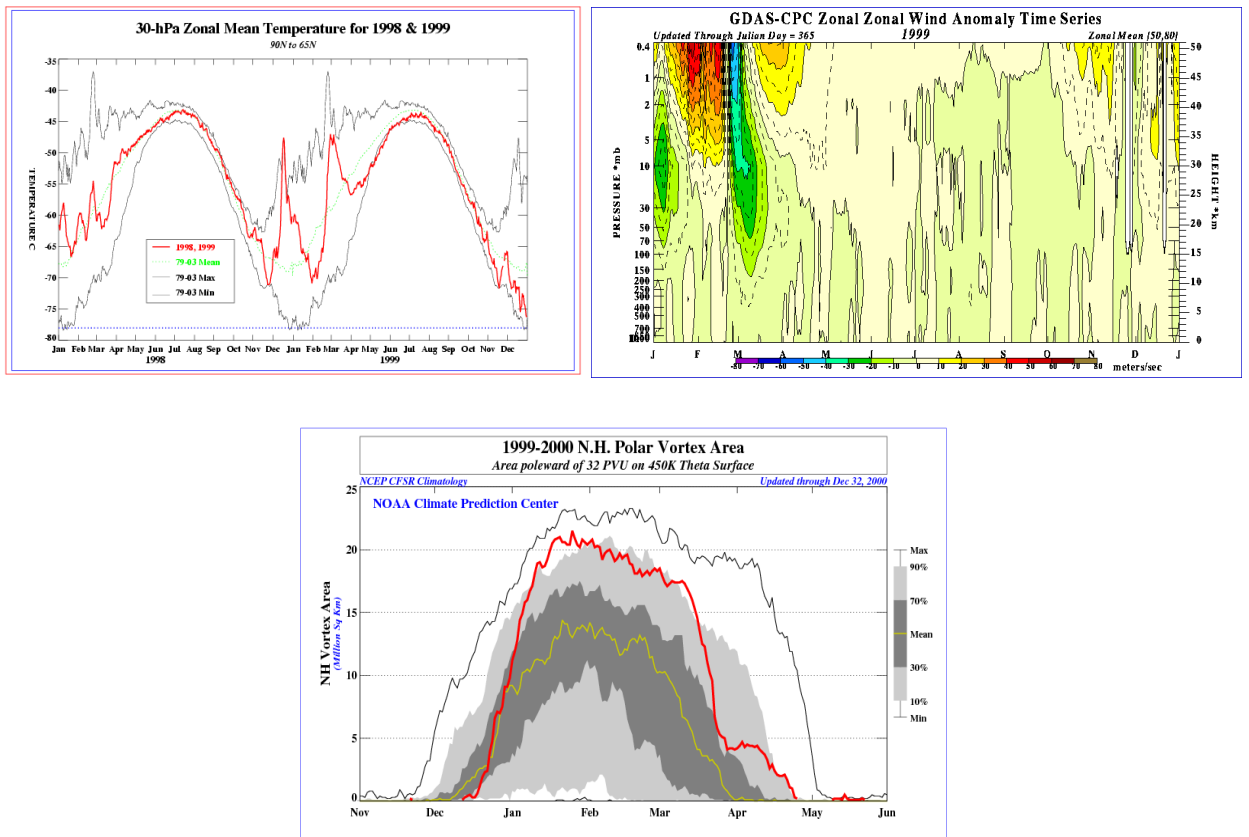 30-hPa Zonal Mean Temperature for 1998 & 1999
90N to 65N
-35
-40
-45
-50
-55
-60
-65
-70
-75
-80
TEMPERATURE C
1998, 1999
79-03 Mean
79-03 Max
79-03 Min
Jan Feb Mar Apr May Jun Jul Aug Sep Oct Nov Dec Jan Feb Mar Apr May Jun Jul Aug Sep Oct Nov Dec
1998 1999
GDAS-CPC Zonal Zonal Wind Anomaly Time Series
Updated Through Julian Day = 365 1999 Zonal Mean [50,80]
0.4
1
2
5
10
30
50
70
100
150
200
250
300
400
500
700
PRESSURE *mb
50
45
40
35
30
25
20
15
10
5
0
HEIGHT *km
J F M A M J J A S O N D J
-80 -70 -60 -50 -40 -30 -20 -10 0 10 20 30 40 50 60 70 80 meters/sec
1999-2000 N.H. Polar Vortex Area
Area poleward of 32 PVU on 450K Theta Surface
NCEP CFSR Climatology Updated through Dec 32, 2000
NOAA Climate Prediction Center
25
20
15
10
5
0
NH Vortex Area
(Million Sq Km)
Nov Dec Jan Feb Mar Apr May Jun
Max
90%
70%
Mean
30%
10%
Min